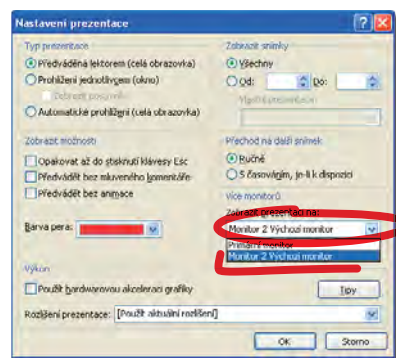 Nastavení prezentace
Typ prezentace
Předváděná lektorem (celá obrazovka)
Prohlížení jednotlivcem (okno)
Zobrazit posuvník
Automatické prohlížení (celá obrazovka)
Zobrazit snímky
Všechny
Od:
Do:
Vlastní prezentace:
Zobrazit možnosti
Opakovat až do stisknutí klávesy Esc
Předvádět bez mluveného komentáře
Předvádět bez animace
Barva pera:
Přechod na další snímek
Ručně
S časováním, je-li k dispozici
Více monitorů
Zobrazit prezentaci na:
Monitor 2 Výchozí monitor
Primární monitor
Monitor 2 Výchozí monitor
Výkon
Použít hardwarovou akceleraci grafiky
Tipy
Rozlišení prezentace:
[Použít aktuální rozlišení]
OK
Storno